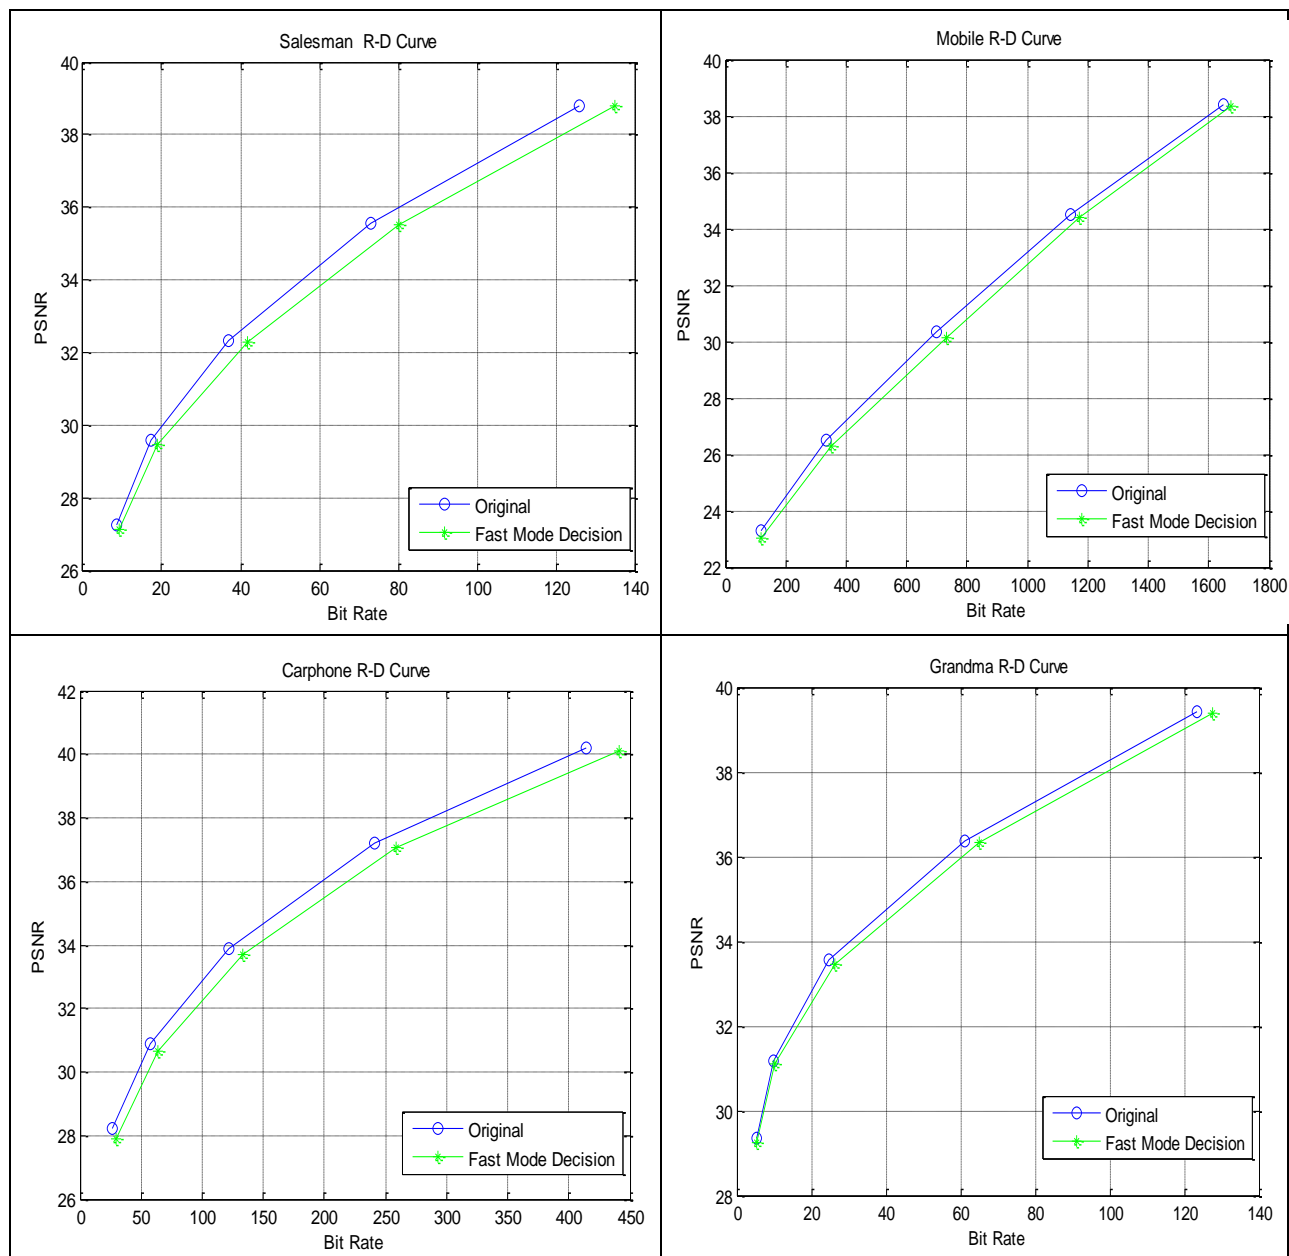 Salesman R-D Curve
40
38
36
34
32
30
28
26
PSNR
0 20 40 60 80 100 120 140
Bit Rate
Original
Fast Mode Decision
Mobile R-D Curve
40
38
36
34
32
30
28
26
24
22
PSNR
0 200 400 600 800 1000 1200 1400 1600 1800
Bit Rate
Original
Fast Mode Decision
Carphone R-D Curve
42
40
38
36
34
32
30
28
26
PSNR
0 50 100 150 200 250 300 350 400 450
Bit Rate
Original
Fast Mode Decision
Grandma R-D Curve
40
38
36
34
32
30
28
PSNR
0 20 40 60 80 100 120 140
Bit Rate
Original
Fast Mode Decision